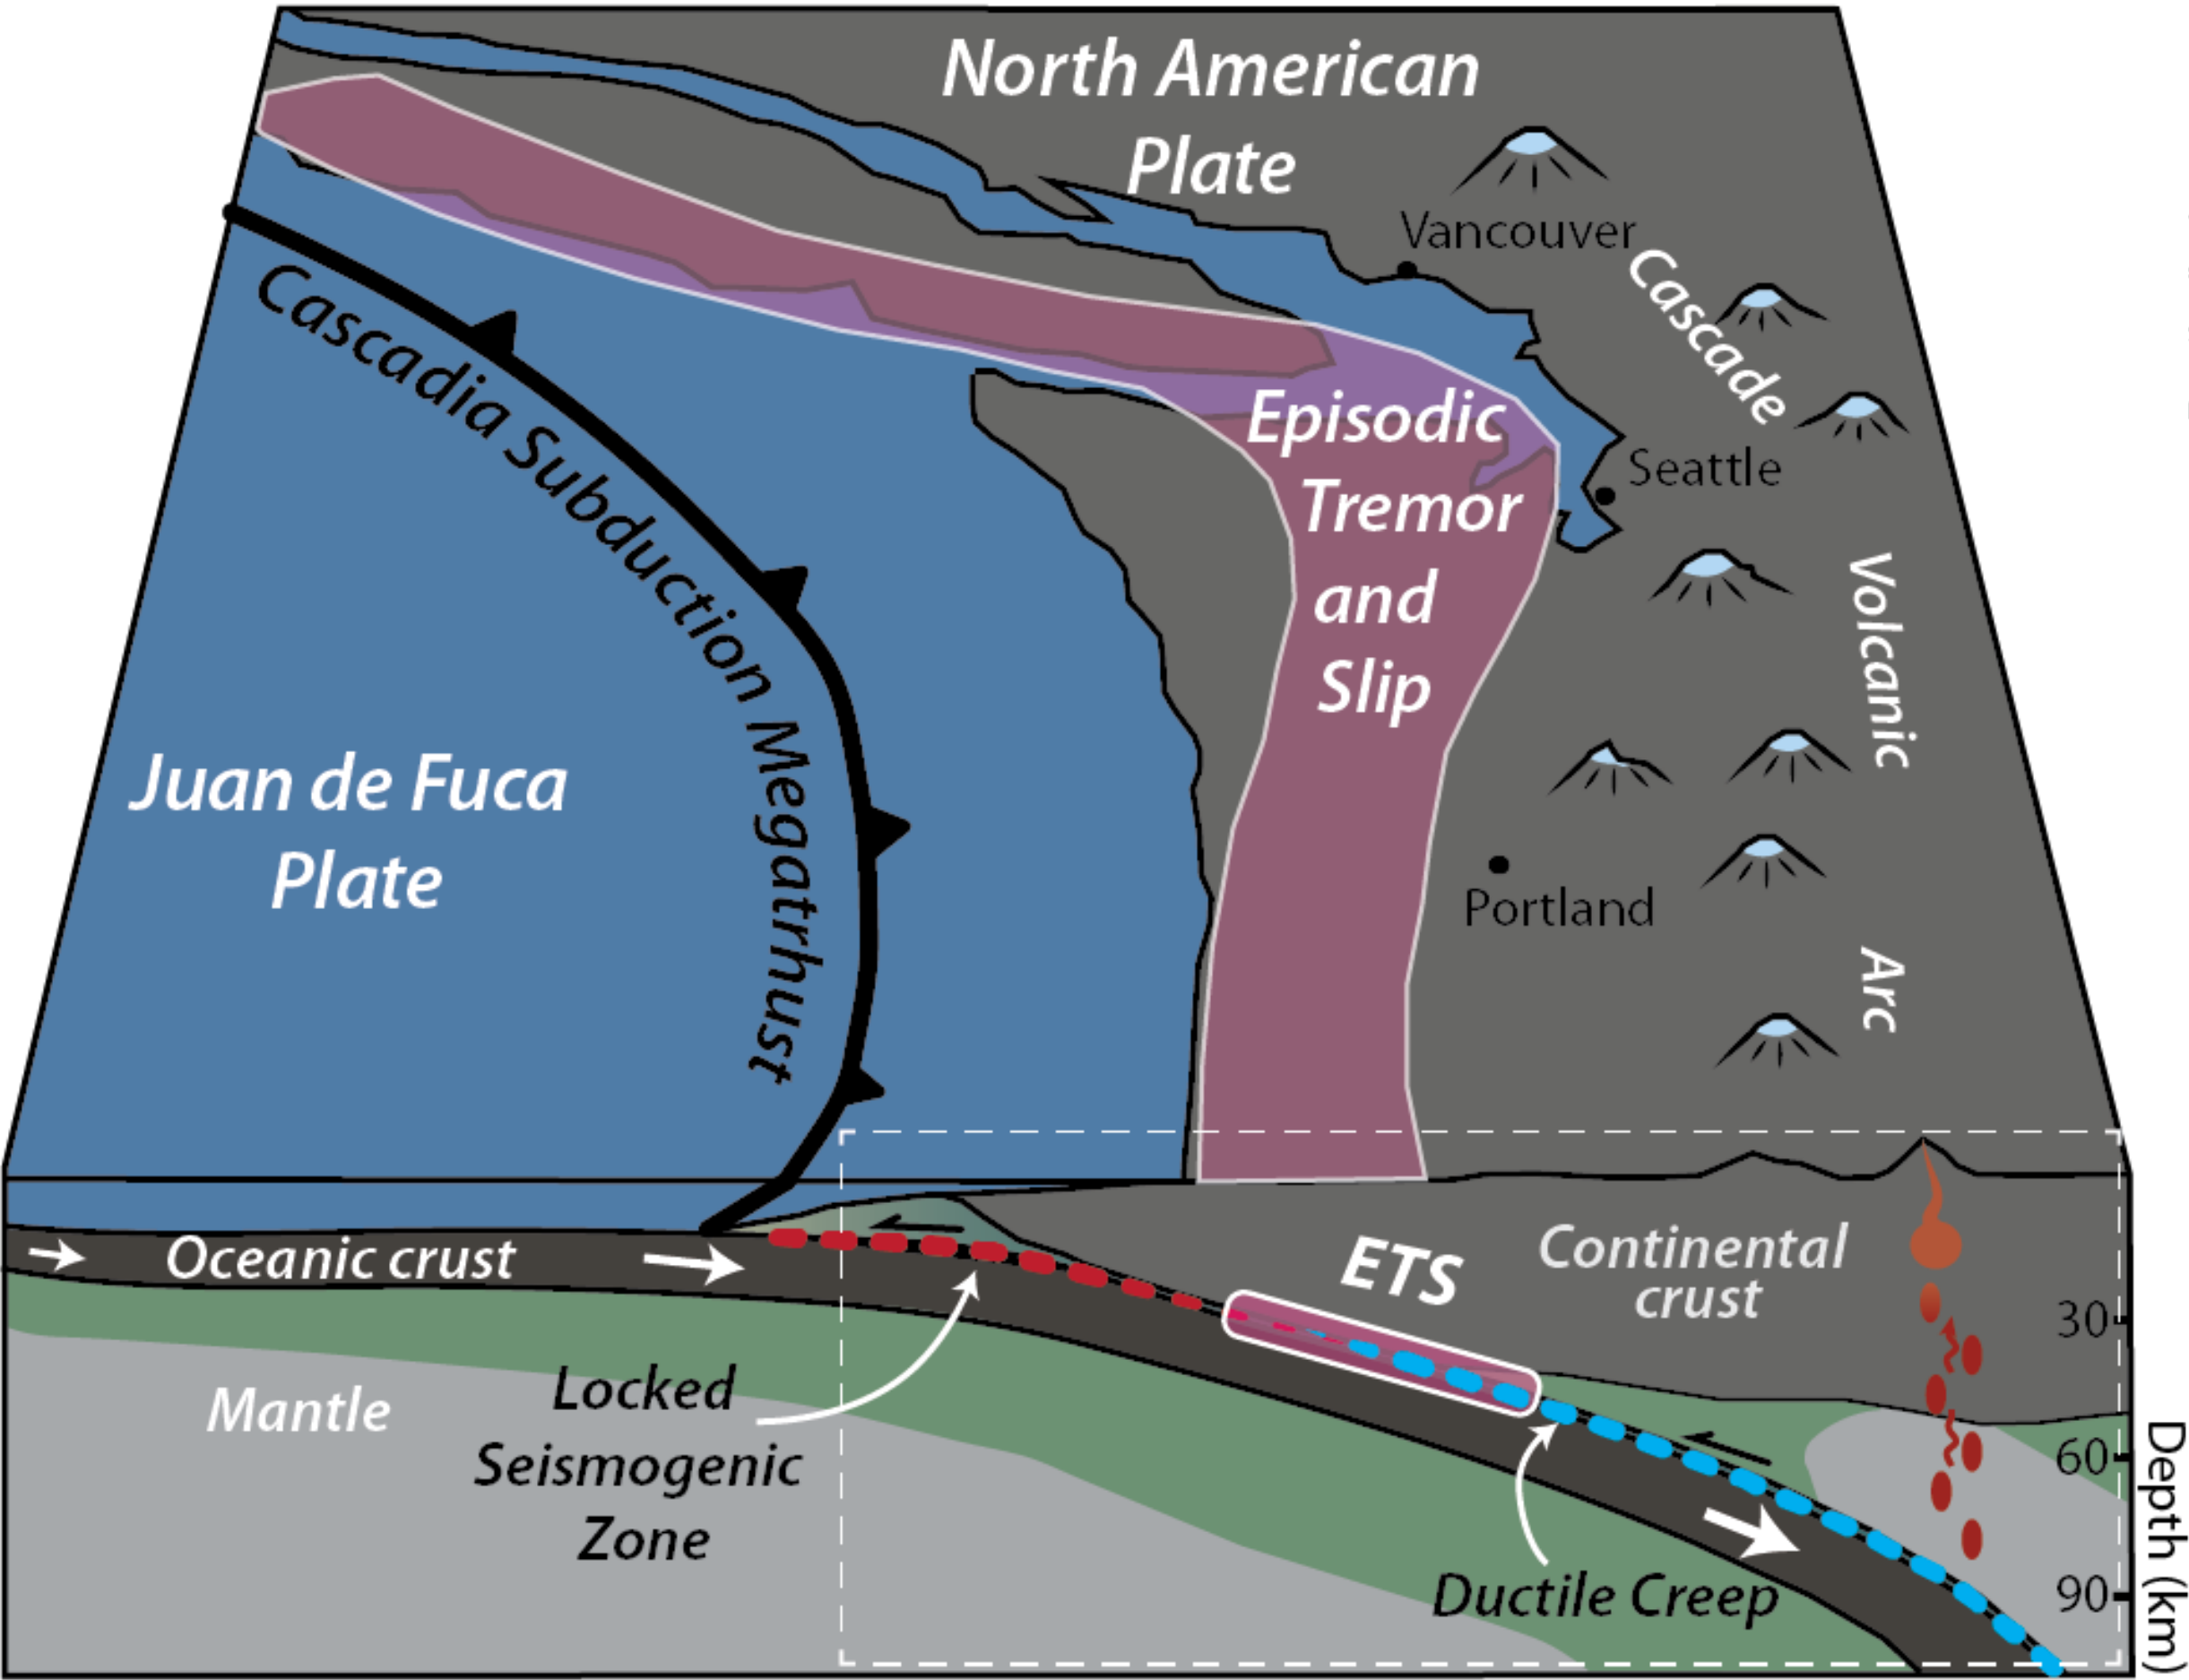 North American
Plate
Vancouver
Cascade
Volcanic
Arc
Seattle
Portland
Episodic
Tremor
and
Slip
Cascadia Subduction Megatrhust
Juan de Fuca
Plate
Oceanic crust
ETS
Continental
crust
Mantle
Locked
Seismogenic
Zone
Ductile Creep
30
60
90
Depth (km)